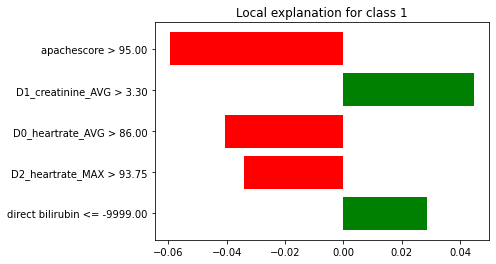 Local explanation for class 1
apachescore > 95.00
D1_creatinine_AVG > 3.30
D0_heartrate_AVG > 86.00
D2_heartrate_MAX > 93.75
direct bilirubin <= -9999.00
−0.06 −0.04 −0.02 0.00 0.02 0.04